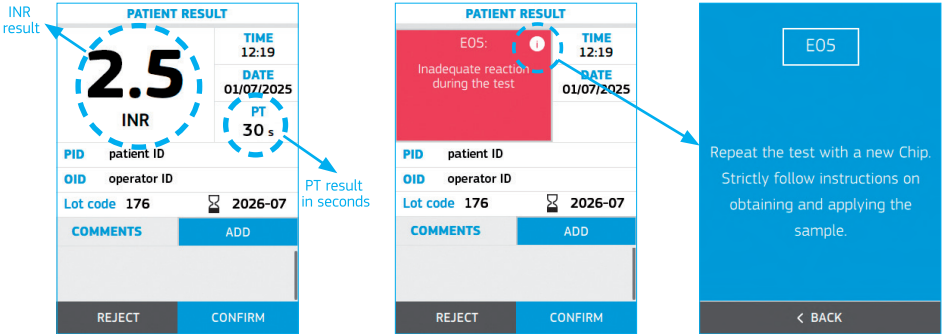 INR
result
PATIENT RESULT
2.5
INR
TIME
12:19
DATE
01/07/2025
PT
30 s
PID patient ID
OID operator ID
Lot code 176 2026-07
COMMENTS ADD
REJECT CONFIRM
PT result
in seconds
PATIENT RESULT
E05: i
Inadequate reaction
during the test
TIME
12:19
DATE
01/07/2025
PID patient ID
OID operator ID
Lot code 176 2026-07
COMMENTS ADD
REJECT CONFIRM
E05
Repeat the test with a new Chip.
Strictly follow instructions on
obtaining and applying the
sample.
< BACK